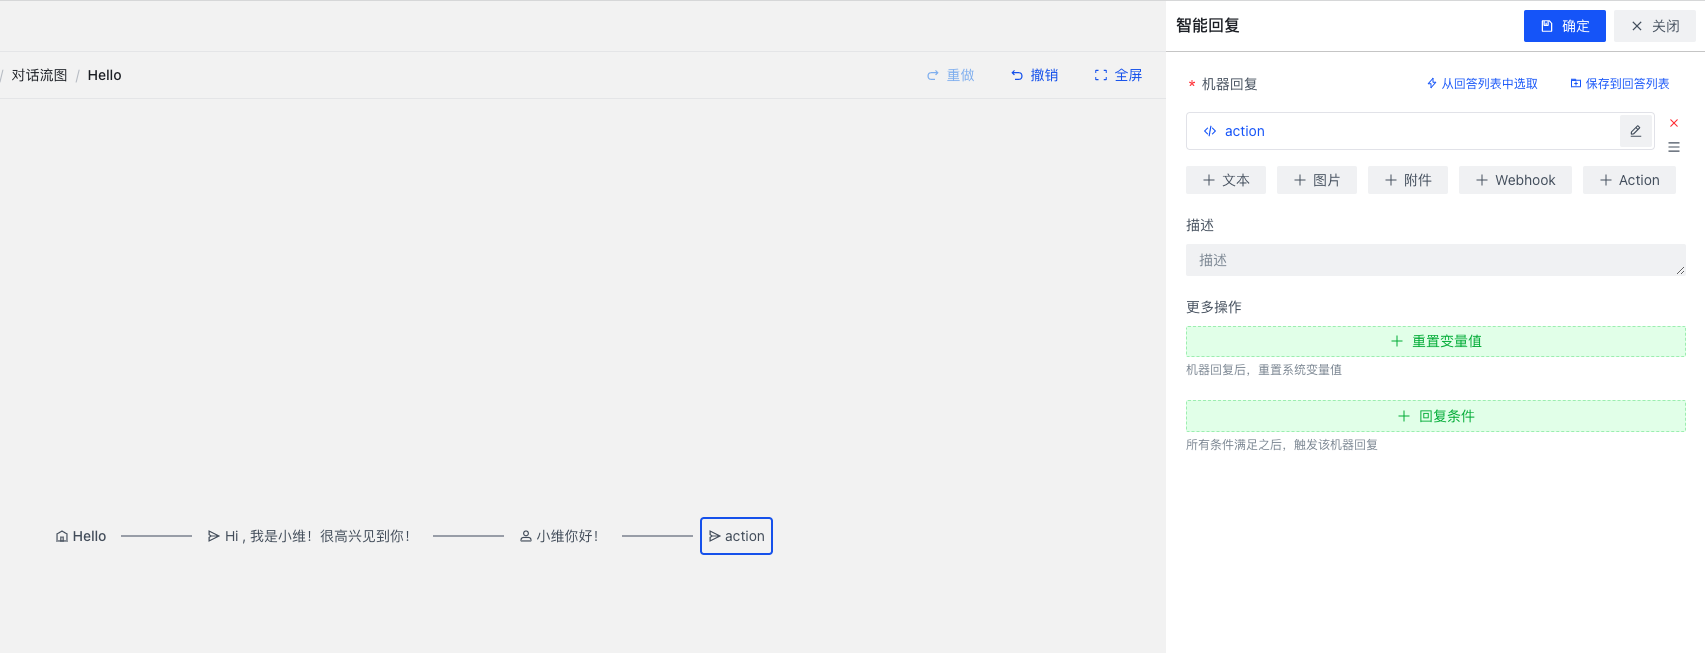 / 对话流图 / Hello
重做 撤销 全屏
Hello
Hi , 我是小维！很高兴见到你！
小维你好！
action
智能回复
确定 关闭
* 机器回复 从回答列表中选取 保存到回答列表
action
文本 图片 附件 Webhook Action
描述
描述
更多操作
重置变量值
机器回复后，重置系统变量值
回复条件
所有条件满足之后，触发该机器回复